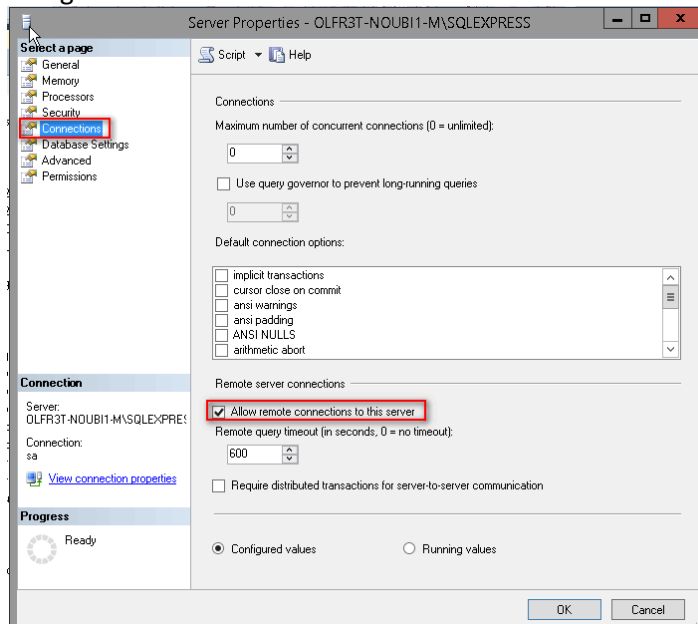 Server Properties - OLFR3T-NOUBI1-M\SQLEXPRESS
Select a page
General
Memory
Processors
Security
Connections
Database Settings
Advanced
Permissions
Script
Help
Connections
Maximum number of concurrent connections (0 = unlimited):
0
Use query governor to prevent long-running queries
0
Default connection options:
implicit transactions
cursor close on commit
ansi warnings
ansi padding
ANSI NULLS
arithmetic abort
Connection
Server:
OLFR3T-NOUBI1-M\SQLEXPRES
Connection:
sa
View connection properties
Progress
Ready
Remote server connections
Allow remote connections to this server
Remote query timeout (in seconds, 0 = no timeout):
600
Require distributed transactions for server-to-server communication
Configured values
Running values
OK
Cancel